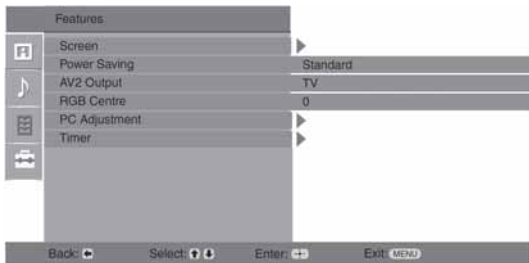 Features
Screen
Power Saving Standard
AV2 Output TV
RGB Centre 0
PC Adjustment
Timer
Back: Select: Enter: Exit: MENU